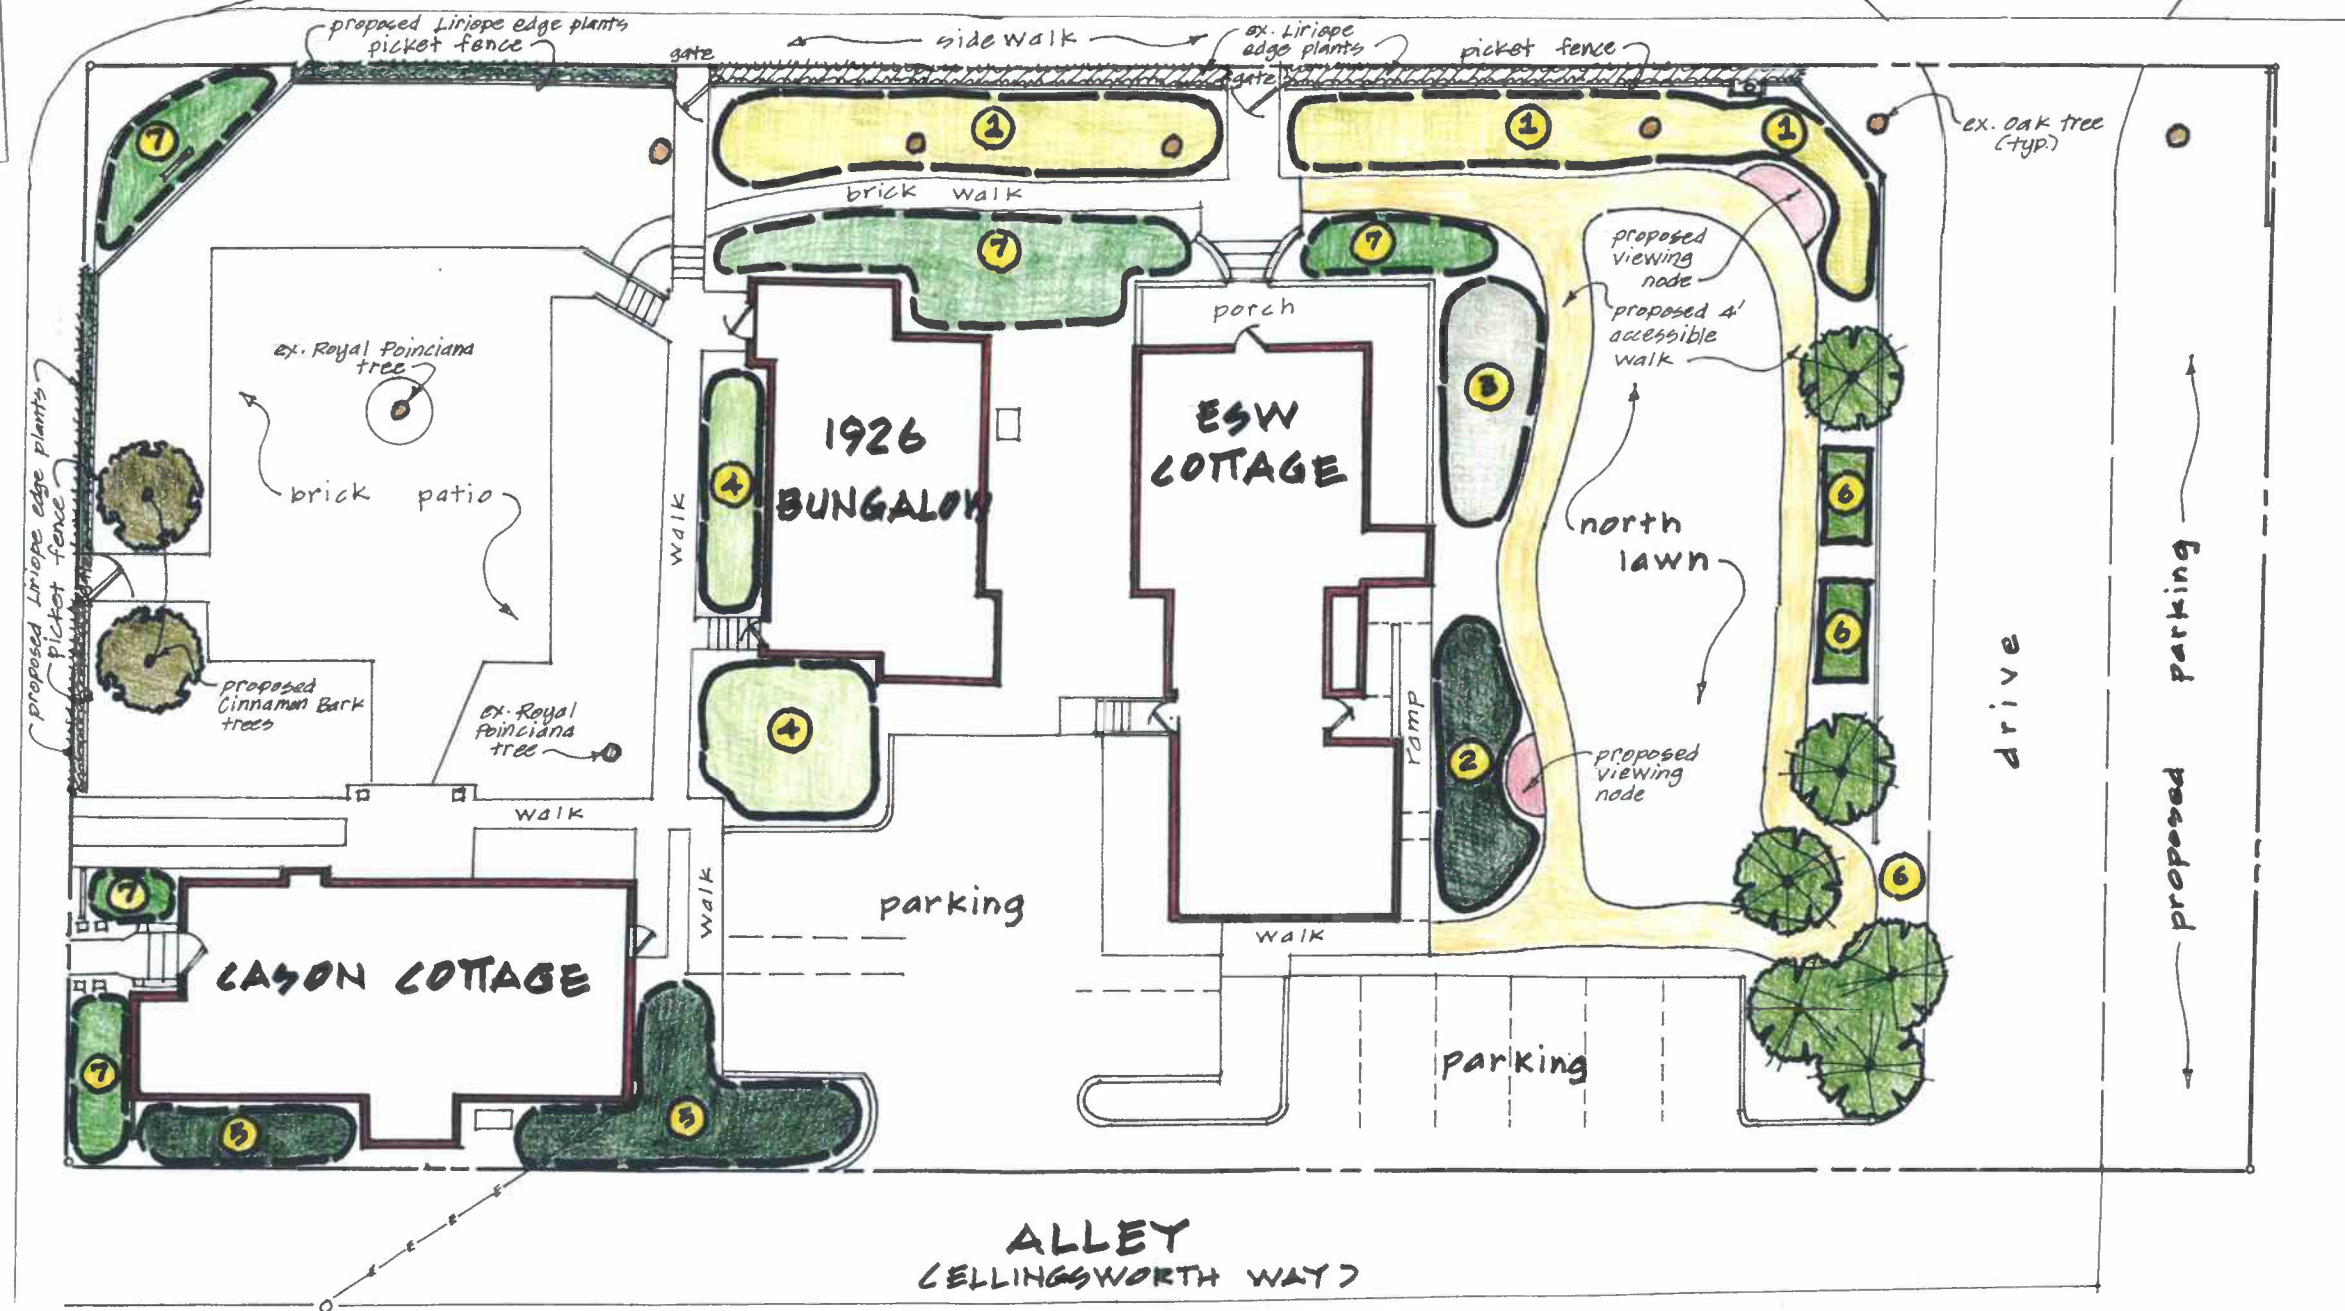 proposed Liriope edge plants
picket fence
gate
sidewalk
ex. Liriope
edge plants
gate
picket fence
6
7
1
1
1
ex. Oak tree
(typ.)
brick walk
7
7
proposed
viewing
node
proposed 4'
accessible
walk
porch
ex. Royal Poinciana
tree
proposed Liriope edge plants
picket fence
gate
brick patio
walk
4
1926
BUNGALOW
ESW
COTTAGE
3
north
lawn
6
6
drive
proposed parking
proposed
Cinnamon Bark
trees
ex. Royal
Poinciana
tree
4
ramp
2
proposed
viewing
node
walk
walk
7
parking
walk
6
CASON COTTAGE
7
5
5
parking
ALLEY
(ELLINGSWORTH WAY)